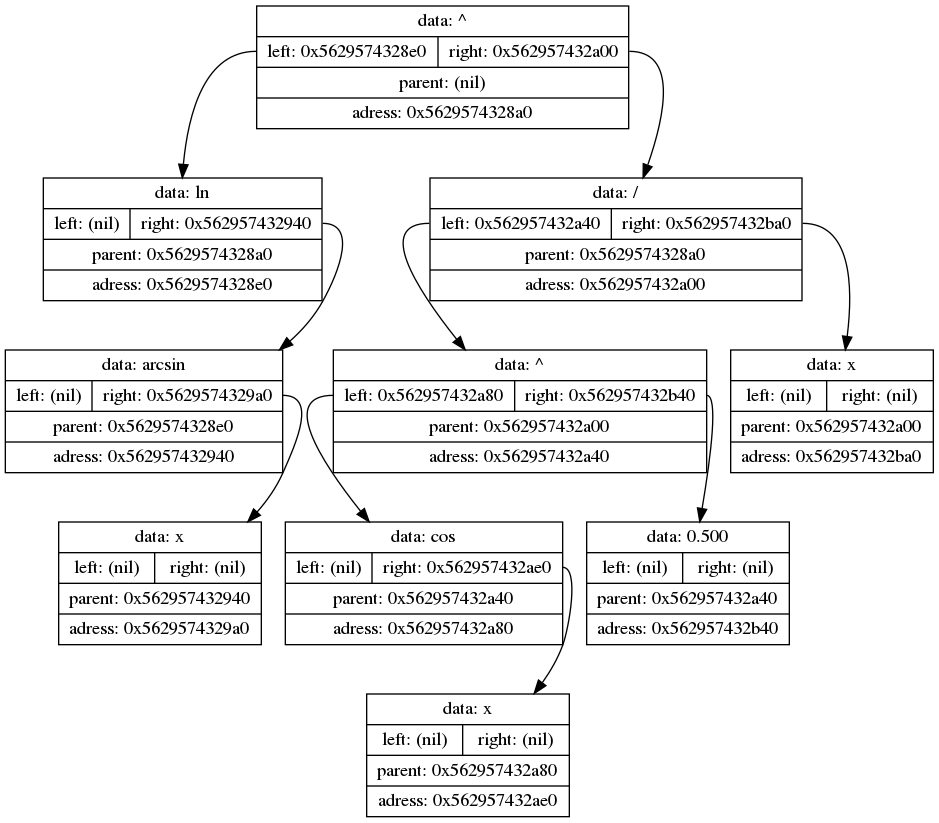 data: ^
left: 0x5629574328e0 right: 0x562957432a00
parent: (nil)
adress: 0x5629574328a0
data: ln
left: (nil) right: 0x562957432940
parent: 0x5629574328a0
adress: 0x5629574328e0
data: /
left: 0x562957432a40 right: 0x562957432ba0
parent: 0x5629574328a0
adress: 0x562957432a00
data: arcsin
left: (nil) right: 0x5629574329a0
parent: 0x5629574328e0
adress: 0x562957432940
data: ^
left: 0x562957432a80 right: 0x562957432b40
parent: 0x562957432a00
adress: 0x562957432a40
data: x
left: (nil) right: (nil)
parent: 0x562957432a00
adress: 0x562957432ba0
data: x
left: (nil) right: (nil)
parent: 0x562957432940
adress: 0x5629574329a0
data: cos
left: (nil) right: 0x562957432ae0
parent: 0x562957432a40
adress: 0x562957432a80
data: 0.500
left: (nil) right: (nil)
parent: 0x562957432a40
adress: 0x562957432b40
data: x
left: (nil) right: (nil)
parent: 0x562957432a80
adress: 0x562957432ae0